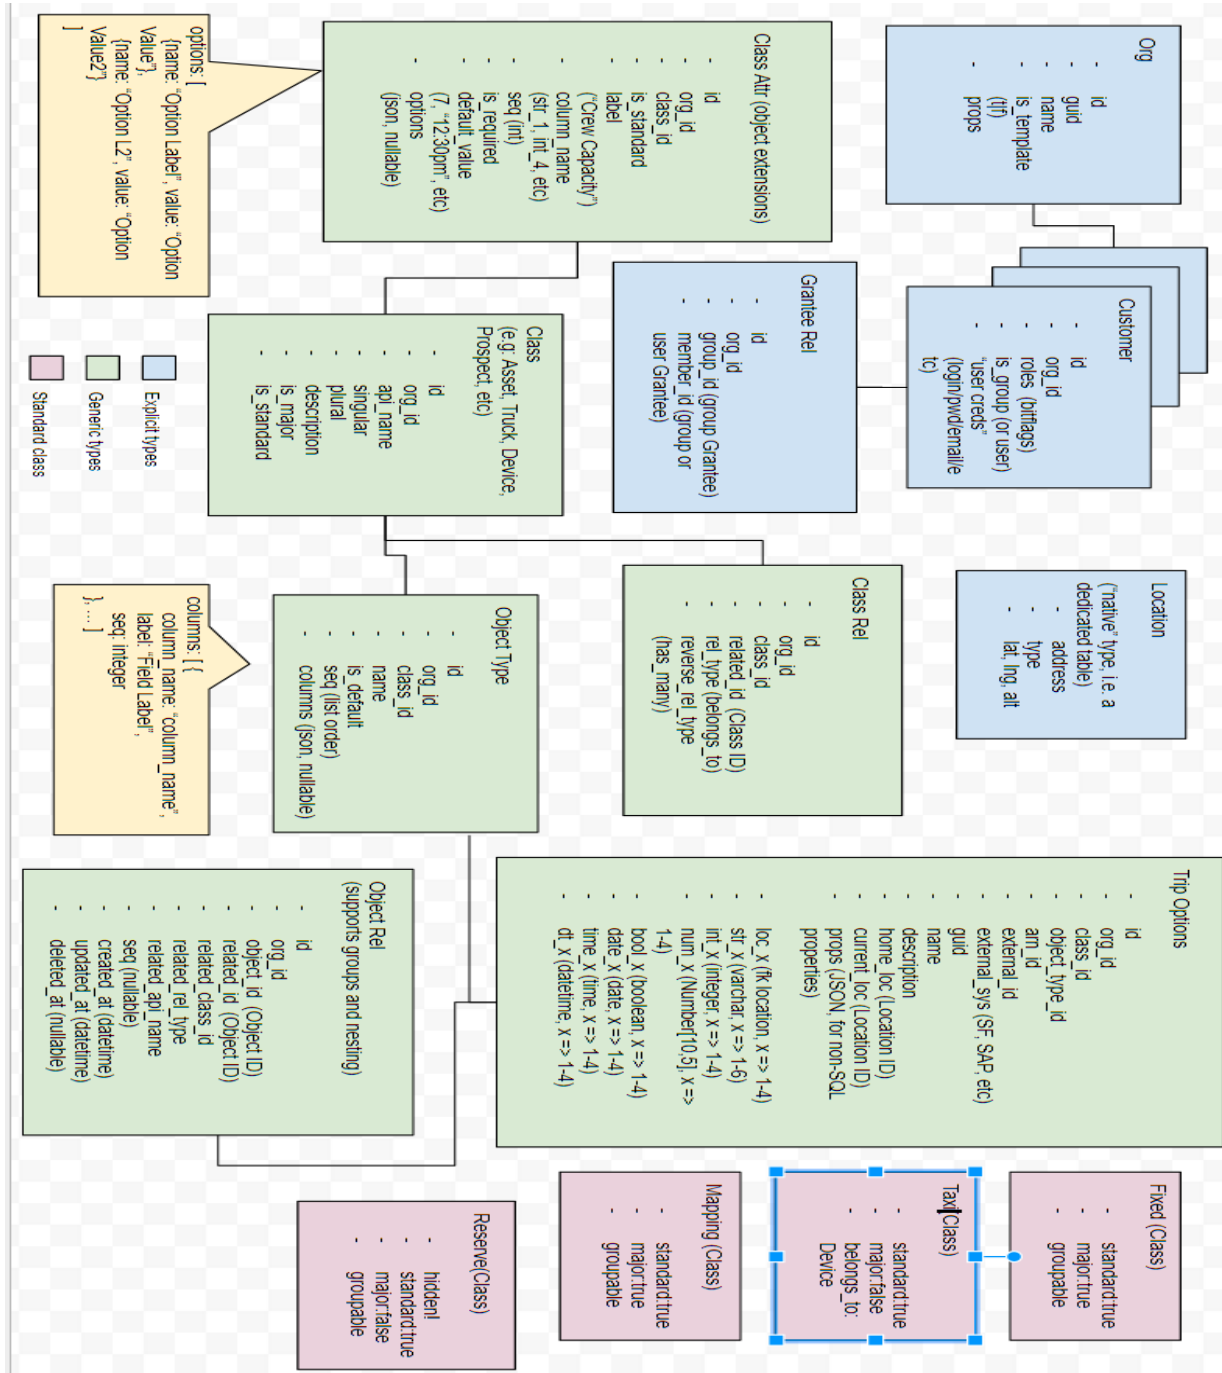 Org
- id
- guid
- name
- is_template
(t|f)
- props
Customer
- id
- org_id
- roles (bitflags)
- is_group (or user)
- “user creds”
(login/pwd/email/e
tc)
Grantee Rel
- id
- org_id
- group_id (group Grantee)
- member_id (group or
user Grantee)
Location
(“native” type, i.e. a
dedicated table)
- address
- type
- lat, lng, alt
Class Attr (object extensions)
- id
- org_id
- class_id
- is_standard
- label
(“Crew Capacity”)
- column_name
(str_1, int_4, etc)
- seq (int)
- is_required
- default_value
(7, “12:30pm”, etc)
- options
(json, nullable)
options: [
{name: “Option Label”, value: “Option
Value”},
{name: “Option L2”, value: “Option
Value2”}
]
Class
(e.g: Asset, Truck, Device,
Prospect, etc)
- id
- org_id
- api_name
- singular
- plural
- description
- is_major
- is_standard
Class Rel
- id
- org_id
- class_id
- related_id (Class ID)
- rel_type (belongs_to)
- reverse_rel_type
(has_many)
Object Type
- id
- org_id
- class_id
- name
- is_default
- seq (list order)
- columns (json, nullable)
columns: [ {
column_name: “column_name”,
label: “Field Label”,
seq: integer
}, ... ]
Trip Options
- id
- org_id
- class_id
- object_type_id
- arn_id
- external_id
- external_sys (SF, SAP, etc)
- guid
- name
- description
- home_loc (Location ID)
- current_loc (Location ID)
- props (JSON, for non-SQL
properties)
- loc_x (fk location, x => 1-4)
- str_x (varchar, x => 1-6)
- int_x (integer, x => 1-4)
- num_x (Number[10,5], x =>
1-4)
- bool_x (boolean, x => 1-4)
- date_x (date, x => 1-4)
- time_x (time, x => 1-4)
- dt_x (datetime, x => 1-4)
Object Rel
(supports groups and nesting)
- id
- org_id
- object_id (Object ID)
- related_id (Object ID)
- related_class_id
- related_rel_type
- related_api_name
- seq (nullable)
- created_at (datetime)
- updated_at (datetime)
- deleted_at (nullable)
Fixed (Class)
- standard:true
- major:true
- groupable
Taxi(Class)
- standard:true
- major:false
- belongs_to:
Device
Mapping (Class)
- standard:true
- major:true
- groupable
Reserve(Class)
- hidden!
- standard:true
- major:false
- groupable
Explicit types
Generic types
Standard class